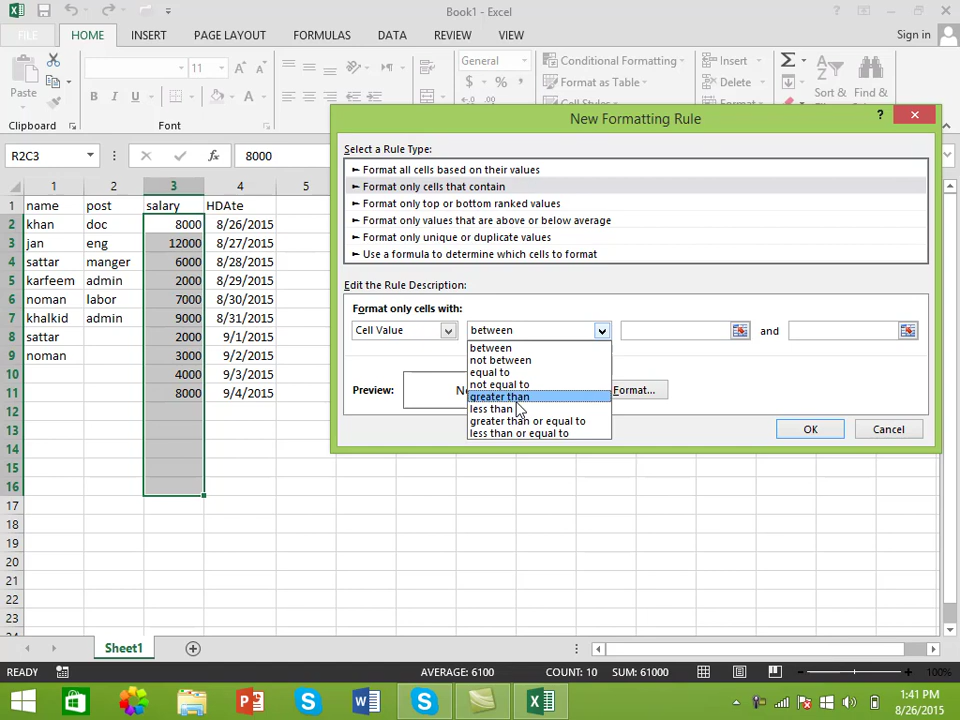 Book1 - Excel
FILE HOME INSERT PAGE LAYOUT FORMULAS DATA REVIEW VIEW Sign in
11 General Conditional Formatting Insert
$ % Format as Table Delete
Paste B I U Cell Styles Format Sort & Find &
Clipboard Font
New Formatting Rule
R2C3 fx 8000
Select a Rule Type:
► Format all cells based on their values
► Format only cells that contain
► Format only top or bottom ranked values
► Format only values that are above or below average
► Format only unique or duplicate values
► Use a formula to determine which cells to format
Edit the Rule Description:
Format only cells with:
Cell Value between and
between
not between
equal to
not equal to
greater than
less than
greater than or equal to
less than or equal to
Preview: Format...
OK Cancel
1 2 3 4 5
1 name post salary HDAte
2 khan doc 8000 8/26/2015
3 jan eng 12000 8/27/2015
4 sattar manger 6000 8/28/2015
5 karfeem admin 2000 8/29/2015
6 noman labor 7000 8/30/2015
7 khalkid admin 9000 8/31/2015
8 sattar 2000 9/1/2015
9 noman 3000 9/2/2015
10 4000 9/3/2015
11 8000 9/4/2015
12
13
14
15
16
17
18
19
20
21
22
23
Sheet1
READY AVERAGE: 6100 COUNT: 10 SUM: 61000 100%
1:41 PM
8/26/2015